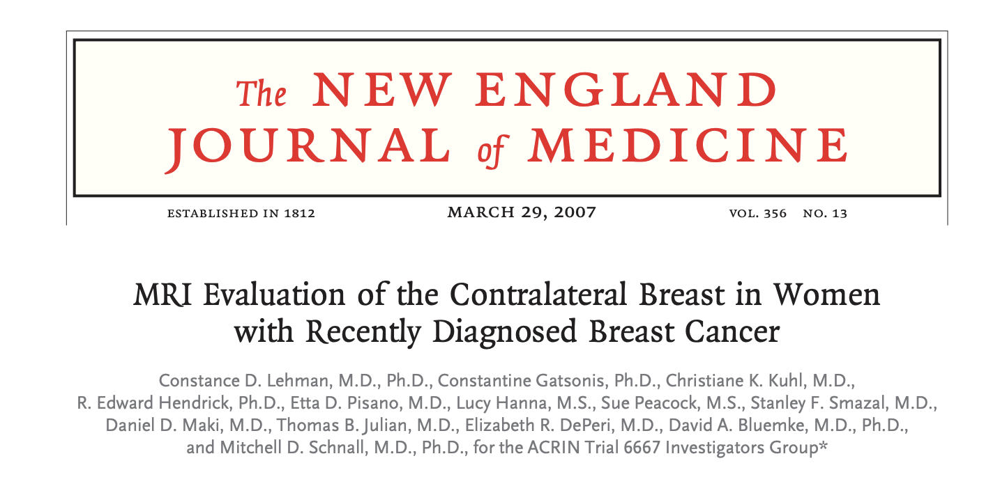 The NEW ENGLAND
JOURNAL of MEDICINE
ESTABLISHED IN 1812 MARCH 29, 2007 VOL. 356 NO. 13
MRI Evaluation of the Contralateral Breast in Women
with Recently Diagnosed Breast Cancer
Constance D. Lehman, M.D., Ph.D., Constantine Gatsonis, Ph.D., Christiane K. Kuhl, M.D.,
R. Edward Hendrick, Ph.D., Etta D. Pisano, M.D., Lucy Hanna, M.S., Sue Peacock, M.S., Stanley F. Smazal, M.D.,
Daniel D. Maki, M.D., Thomas B. Julian, M.D., Elizabeth R. DePeri, M.D., David A. Bluemke, M.D., Ph.D.,
and Mitchell D. Schnall, M.D., Ph.D., for the ACRIN Trial 6667 Investigators Group*